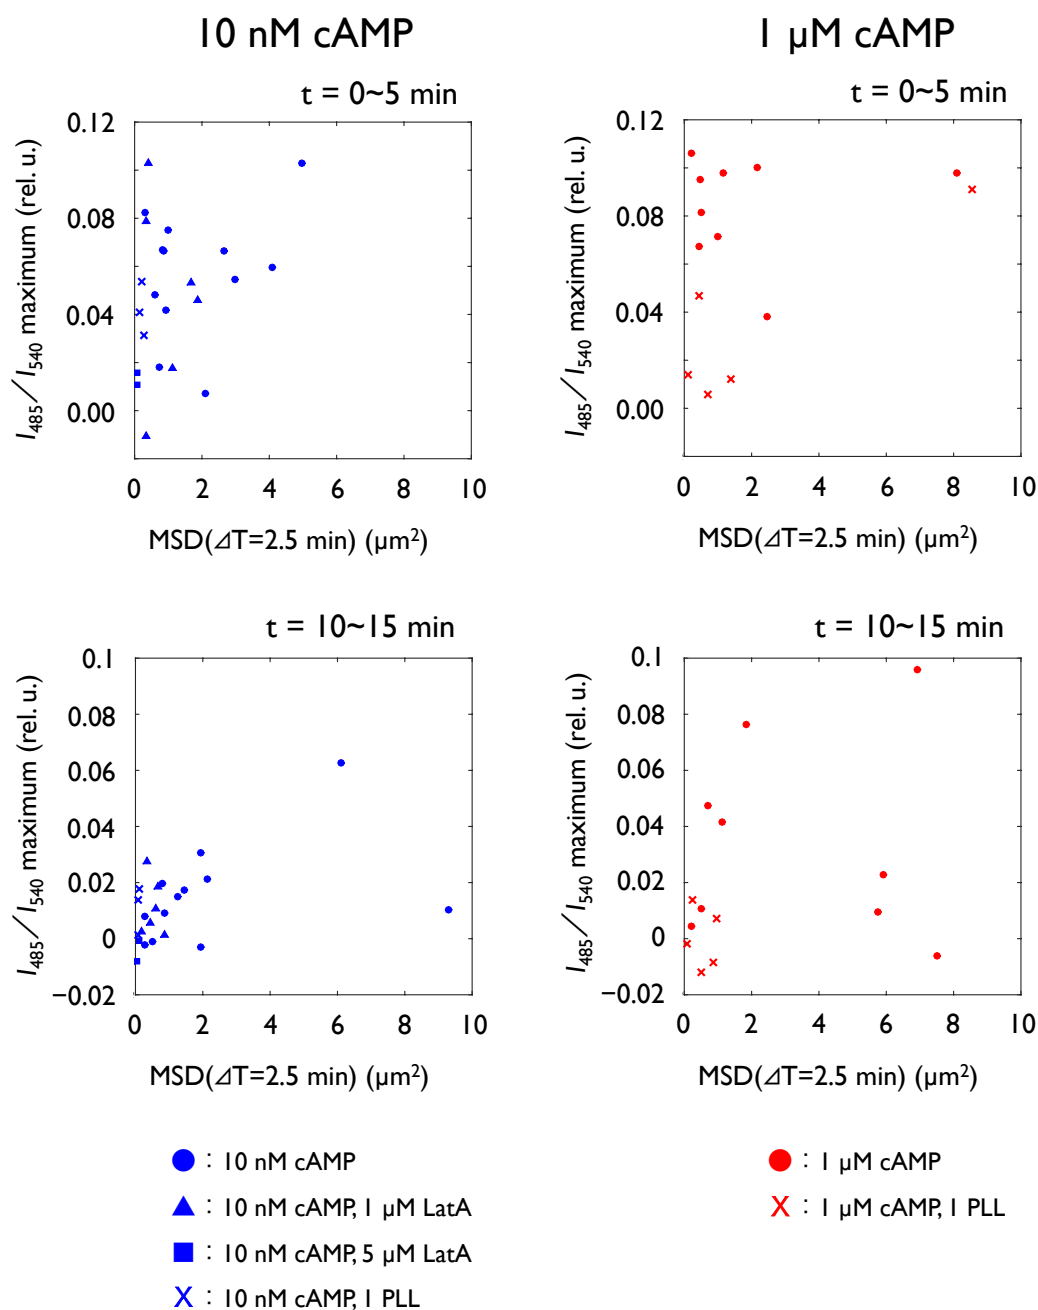 10 nM cAMP
1 µM cAMP
t = 0~5 min
t = 0~5 min
0.12
0.08
0.04
0.00
I485/I540 maximum (rel. u.)
0 2 4 6 8 10
MSD(⊿T=2.5 min) (µm²)
0.12
0.08
0.04
0.00
I485/I540 maximum (rel. u.)
0 2 4 6 8 10
MSD(⊿T=2.5 min) (µm²)
t = 10~15 min
t = 10~15 min
0.1
0.08
0.06
0.04
0.02
0
−0.02
I485/I540 maximum (rel. u.)
0 2 4 6 8 10
MSD(⊿T=2.5 min) (µm²)
0.1
0.08
0.06
0.04
0.02
0
−0.02
I485/I540 maximum (rel. u.)
0 2 4 6 8 10
MSD(⊿T=2.5 min) (µm²)
: 10 nM cAMP
: 10 nM cAMP, 1 µM LatA
: 10 nM cAMP, 5 µM LatA
: 10 nM cAMP, 1 PLL
: 1 µM cAMP
: 1 µM cAMP, 1 PLL